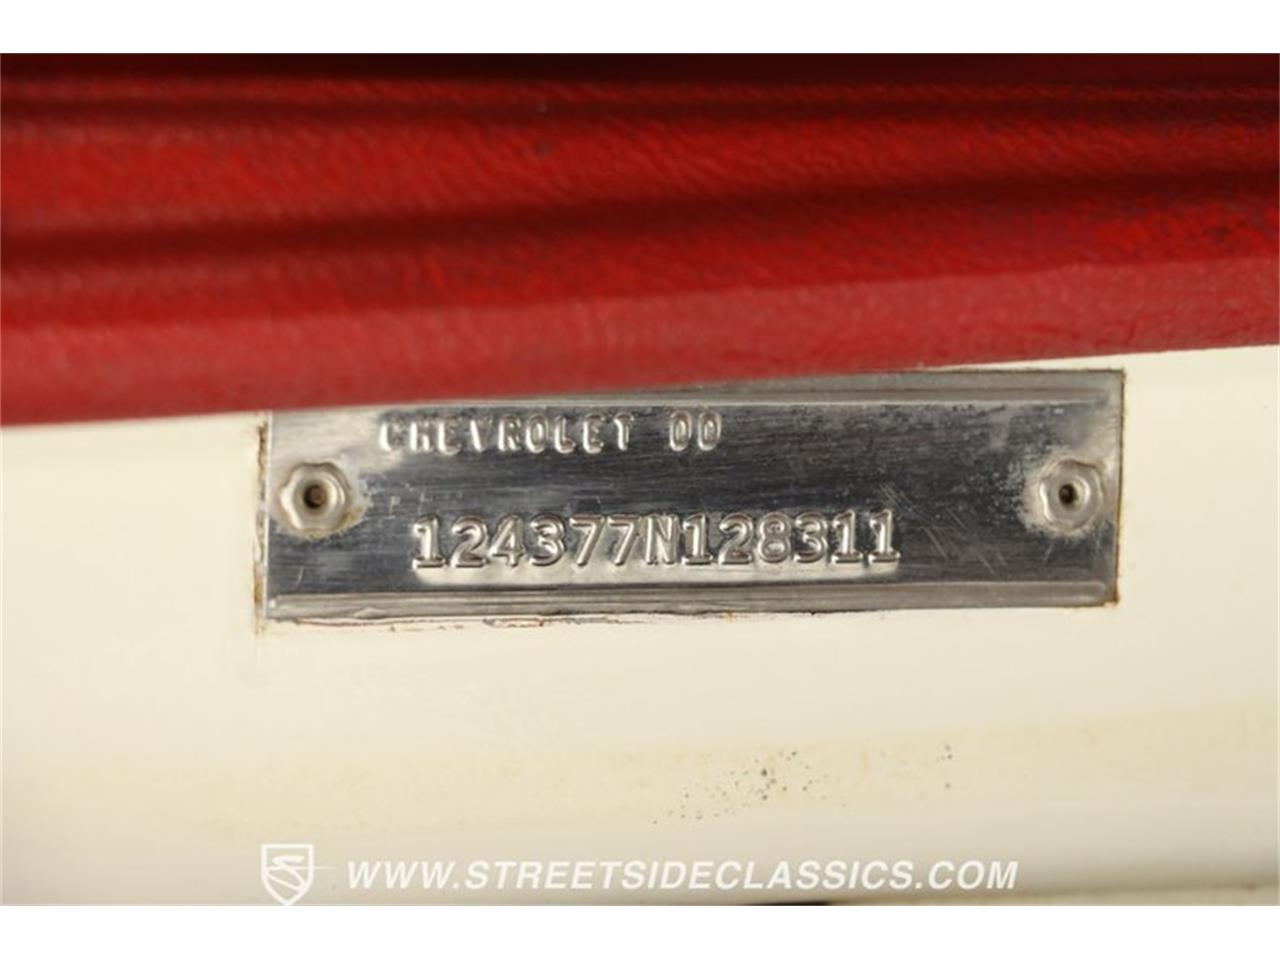 CHEVROLET 00
124377N128311
WWW.STREETSIDECLASSICS.COM